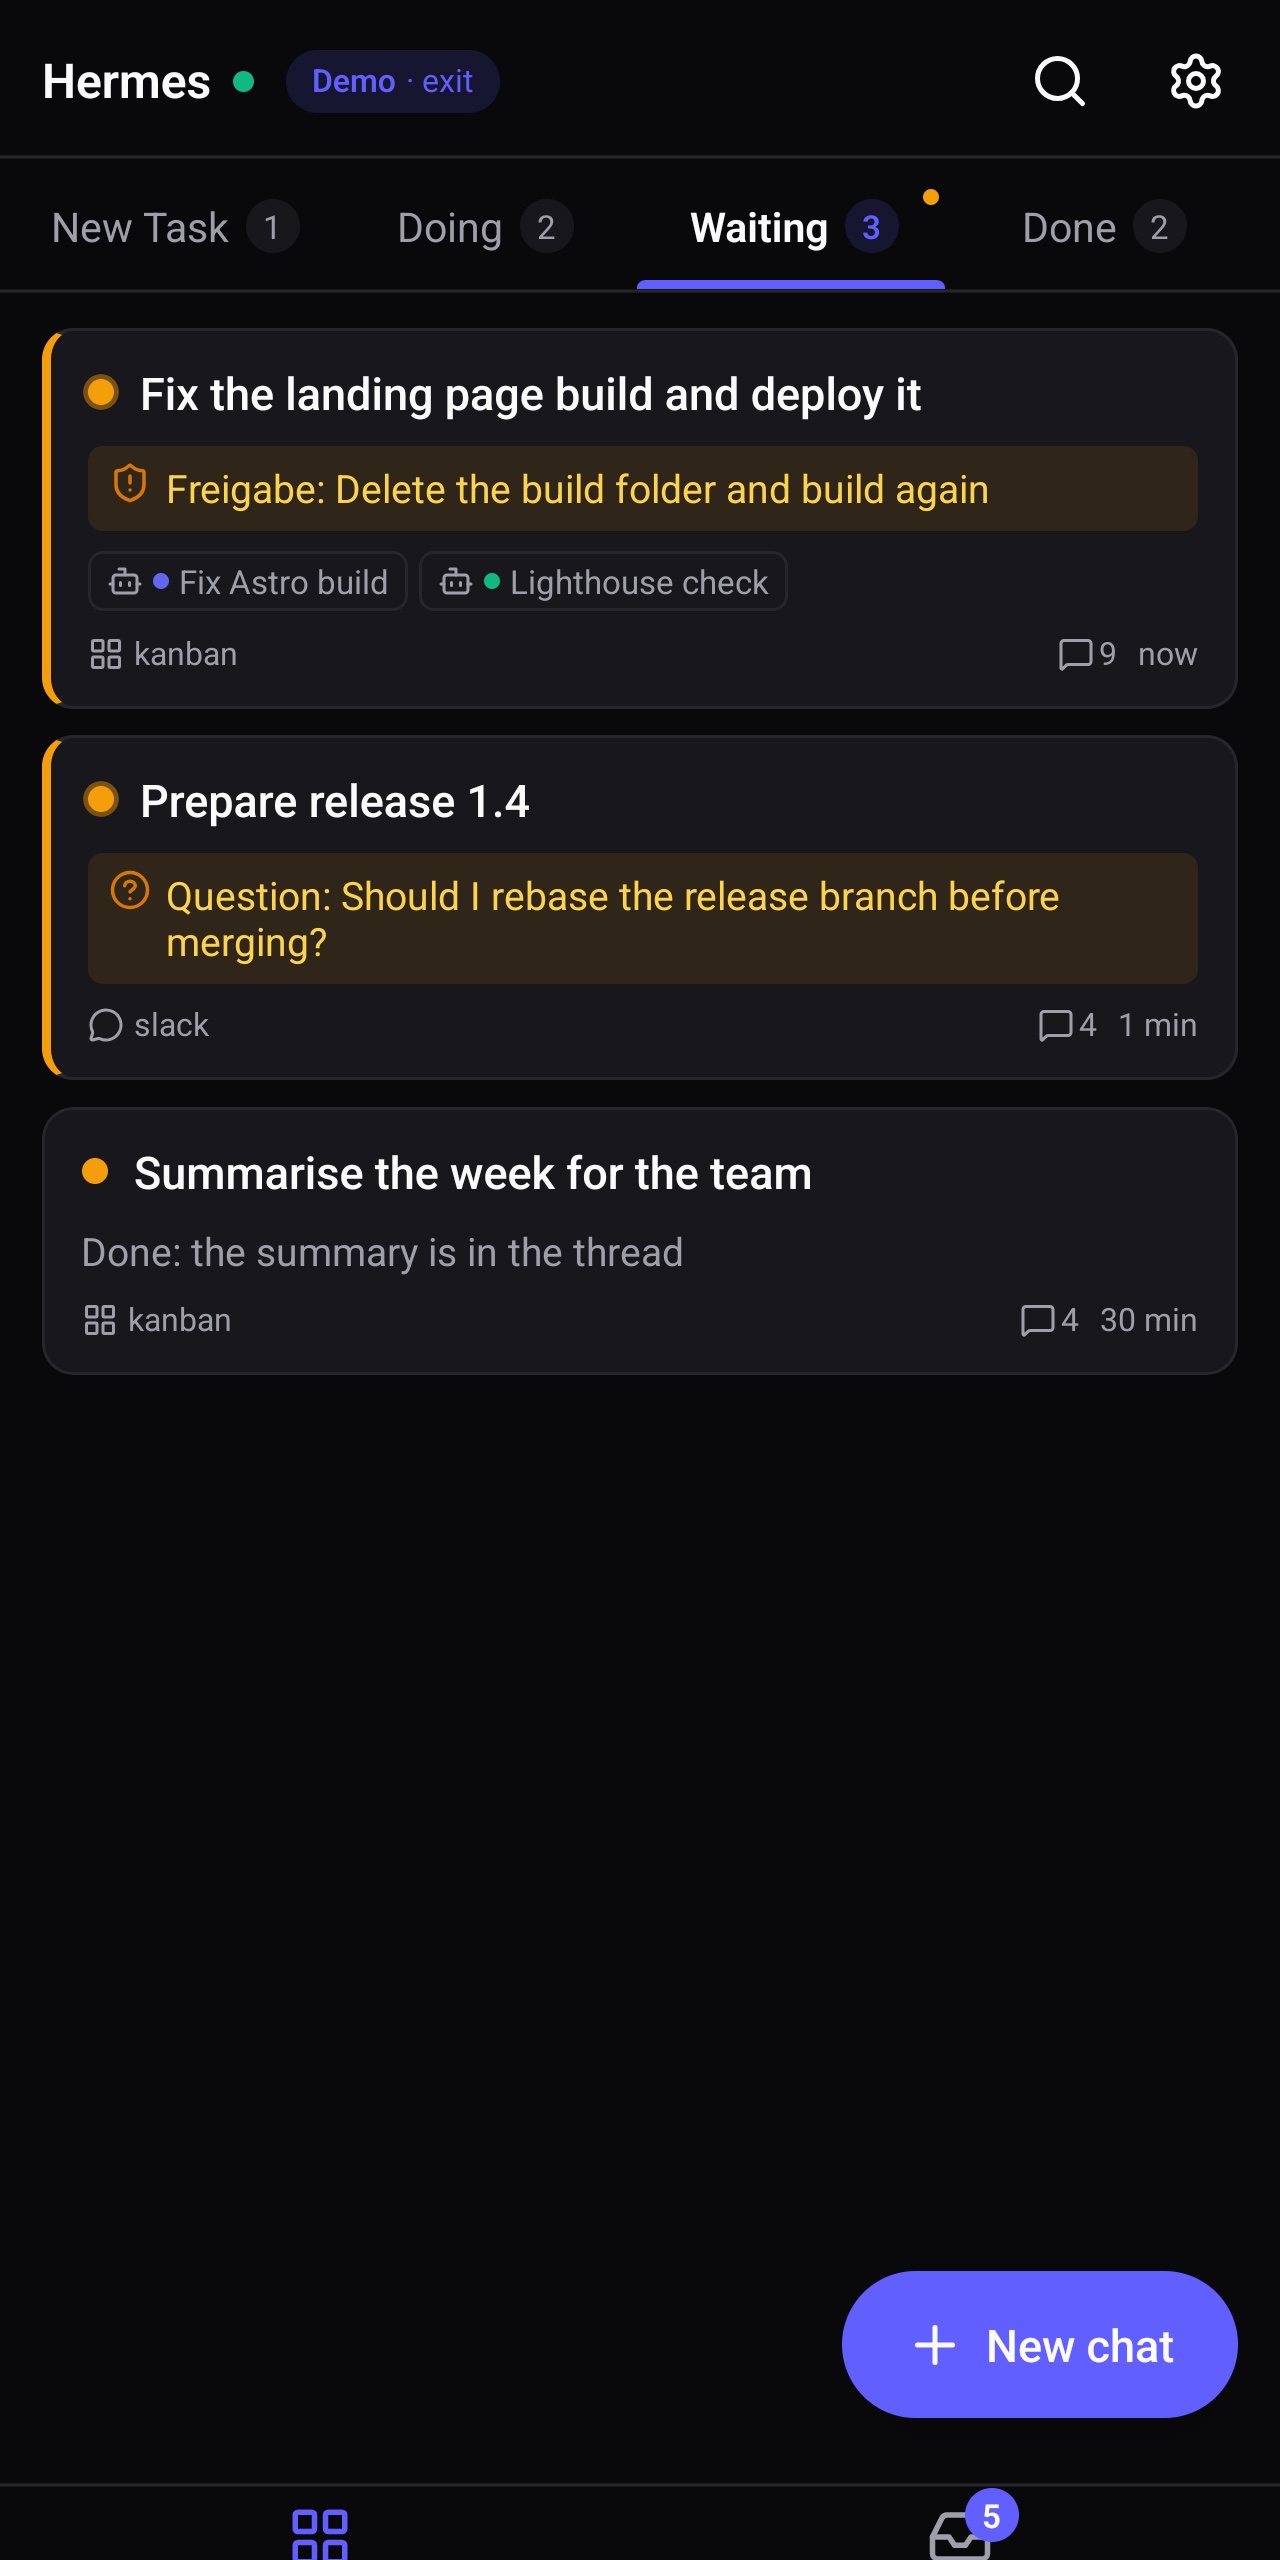 Hermes Demo · exit
New Task 1 Doing 2 Waiting 3 Done 2
Fix the landing page build and deploy it
Freigabe: Delete the build folder and build again
Fix Astro build Lighthouse check
kanban 9 now
Prepare release 1.4
Question: Should I rebase the release branch before
merging?
slack 4 1 min
Summarise the week for the team
Done: the summary is in the thread
kanban 4 30 min
New chat
5